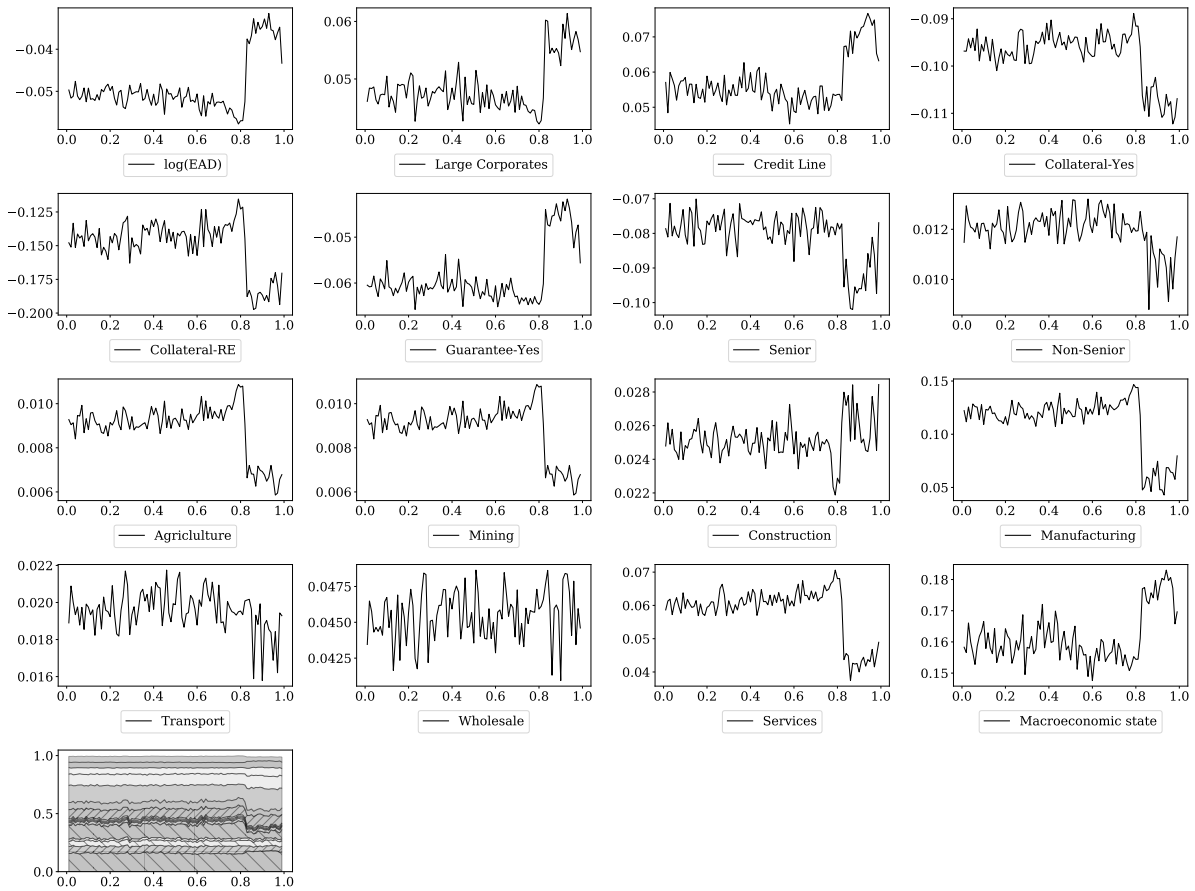 −0.04 0.06 0.07 −0.09
−0.05 0.05 0.06 −0.10
0.05 −0.11
0.0 0.2 0.4 0.6 0.8 1.0 0.0 0.2 0.4 0.6 0.8 1.0 0.0 0.2 0.4 0.6 0.8 1.0 0.0 0.2 0.4 0.6 0.8 1.0
log(EAD) Large Corporates Credit Line Collateral-Yes
−0.125 −0.05 −0.07 0.012
−0.150 −0.06 −0.08 0.010
−0.175 −0.09
−0.200 −0.10
0.0 0.2 0.4 0.6 0.8 1.0 0.0 0.2 0.4 0.6 0.8 1.0 0.0 0.2 0.4 0.6 0.8 1.0 0.0 0.2 0.4 0.6 0.8 1.0
Collateral-RE Guarantee-Yes Senior Non-Senior
0.010 0.010 0.028 0.15
0.008 0.008 0.026 0.10
0.006 0.006 0.024 0.05
0.022
0.0 0.2 0.4 0.6 0.8 1.0 0.0 0.2 0.4 0.6 0.8 1.0 0.0 0.2 0.4 0.6 0.8 1.0 0.0 0.2 0.4 0.6 0.8 1.0
Agriclulture Mining Construction Manufacturing
0.022 0.0475 0.07 0.18
0.020 0.0450 0.06 0.17
0.018 0.0425 0.05 0.16
0.016 0.04 0.15
0.0 0.2 0.4 0.6 0.8 1.0 0.0 0.2 0.4 0.6 0.8 1.0 0.0 0.2 0.4 0.6 0.8 1.0 0.0 0.2 0.4 0.6 0.8 1.0
Transport Wholesale Services Macroeconomic state
1.0
0.5
0.0
0.0 0.2 0.4 0.6 0.8 1.0